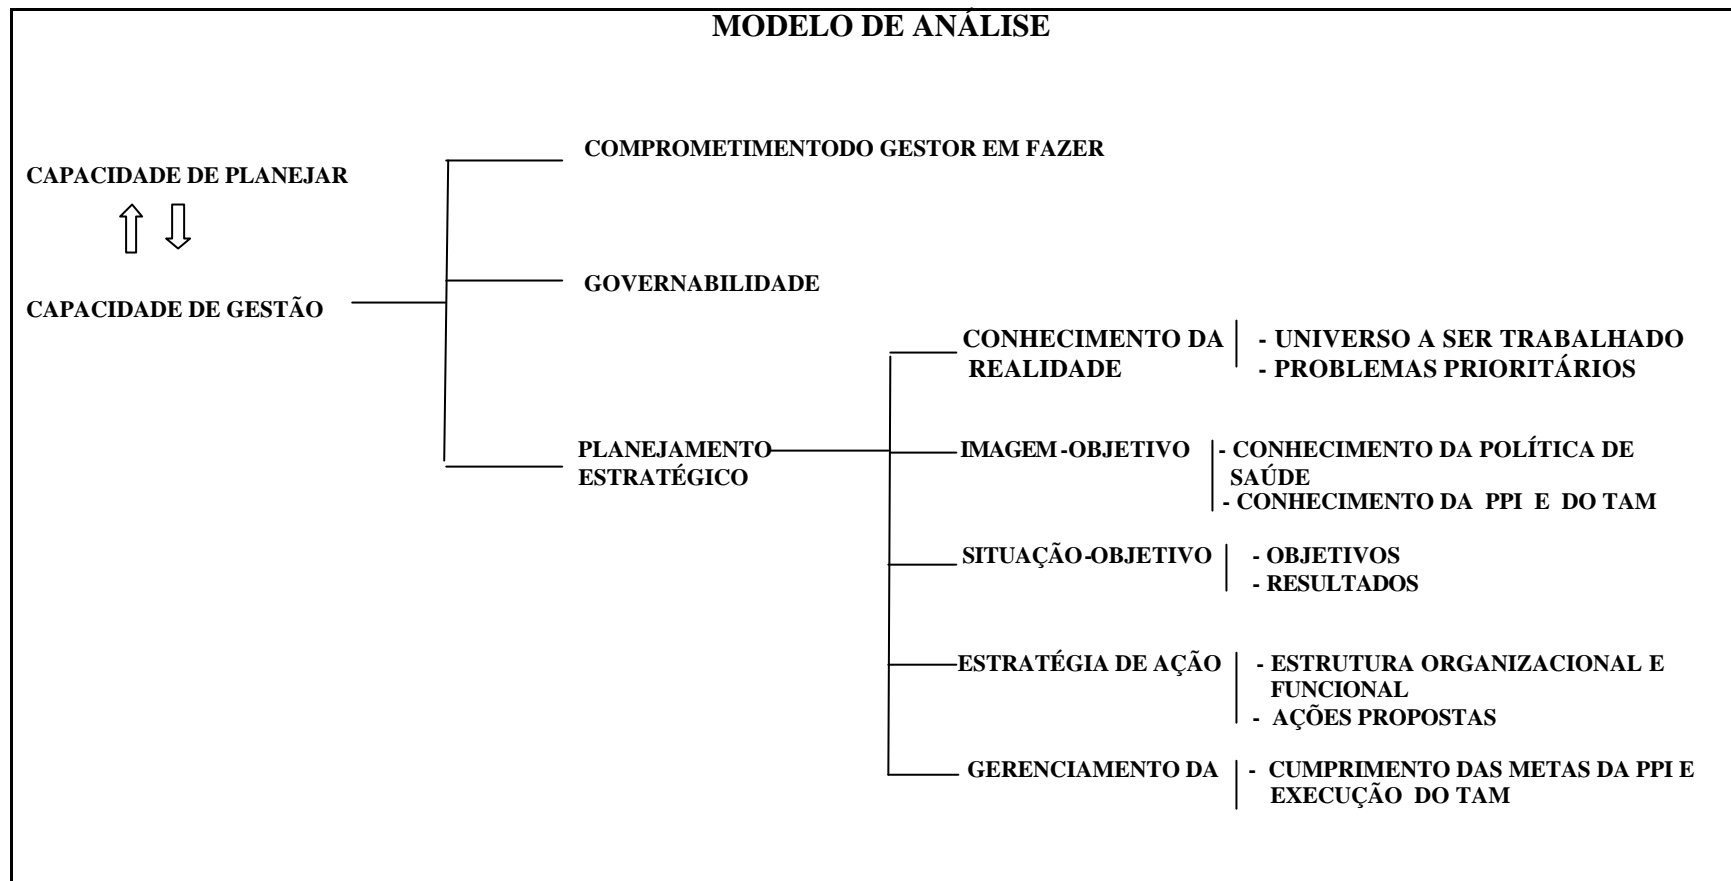 MODELO DE ANÁLISE
CAPACIDADE DE PLANEJAR
CAPACIDADE DE GESTÃO
COMPROMETIMENTODO GESTOR EM FAZER
GOVERNABILIDADE
PLANEJAMENTO
ESTRATÉGICO
CONHECIMENTO DA
REALIDADE
- UNIVERSO A SER TRABALHADO
- PROBLEMAS PRIORITÁRIOS
IMAGEM-OBJETIVO
- CONHECIMENTO DA POLÍTICA DE
SAÚDE
- CONHECIMENTO DA PPI E DO TAM
SITUAÇÃO-OBJETIVO
- OBJETIVOS
- RESULTADOS
ESTRATÉGIA DE AÇÃO
- ESTRUTURA ORGANIZACIONAL E
FUNCIONAL
- AÇÕES PROPOSTAS
GERENCIAMENTO DA
- CUMPRIMENTO DAS METAS DA PPI E
EXECUÇÃO DO TAM